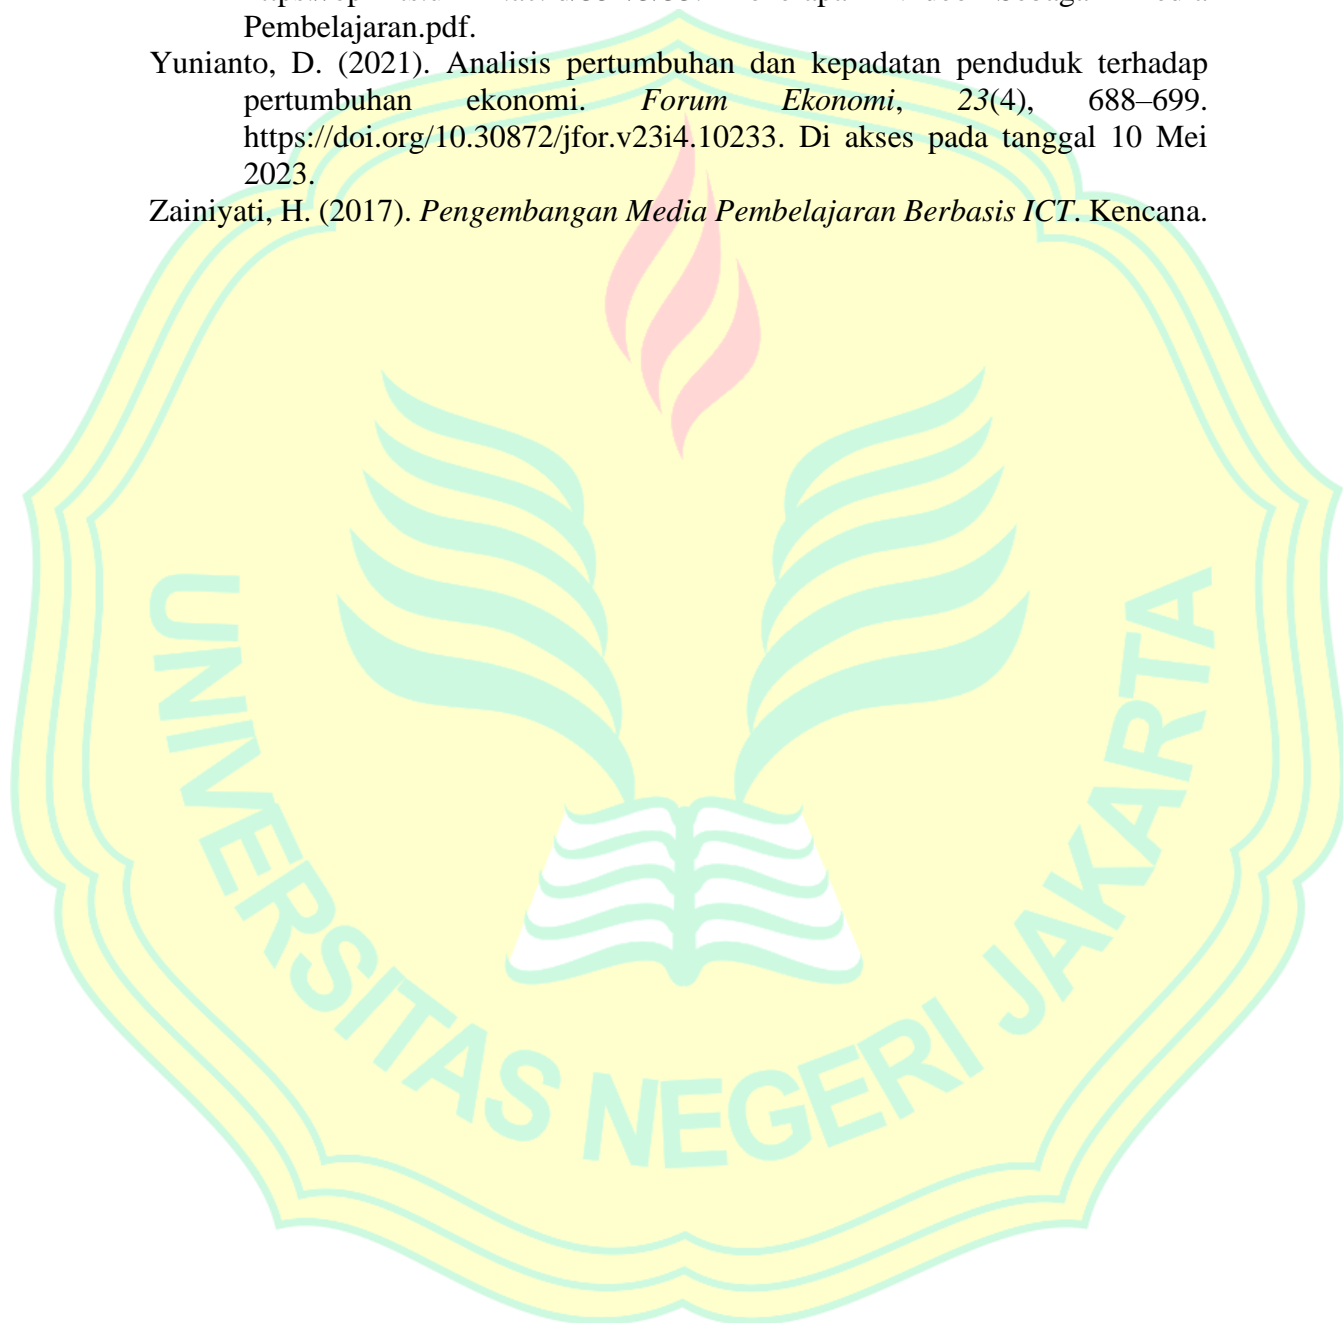 Pembelajaran.pdf.
Yunianto, D. (2021). Analisis pertumbuhan dan kepadatan penduduk terhadap
pertumbuhan ekonomi. Forum Ekonomi, 23(4), 688–699.
https://doi.org/10.30872/jfor.v23i4.10233. Di akses pada tanggal 10 Mei
2023.
Zainiyati, H. (2017). Pengembangan Media Pembelajaran Berbasis ICT. Kencana.
UNIVERSITAS NEGERI JAKARTA